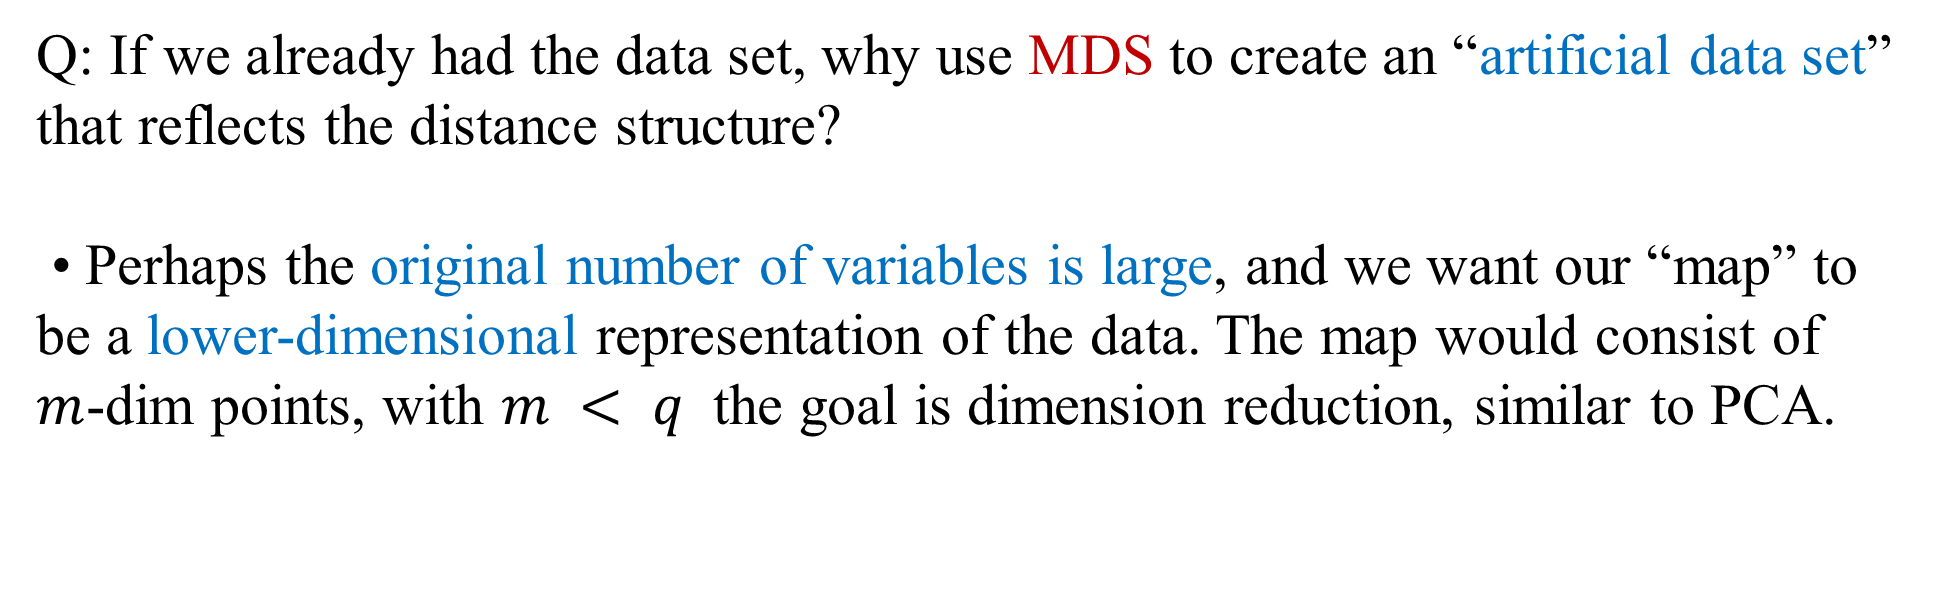 Q: If we already had the data set, why use MDS to create an “artificial data set”
that reflects the distance structure?
• Perhaps the original number of variables is large, and we want our “map” to
be a lower-dimensional representation of the data. The map would consist of
𝑚-dim points, with 𝑚 < 𝑞 the goal is dimension reduction, similar to PCA.